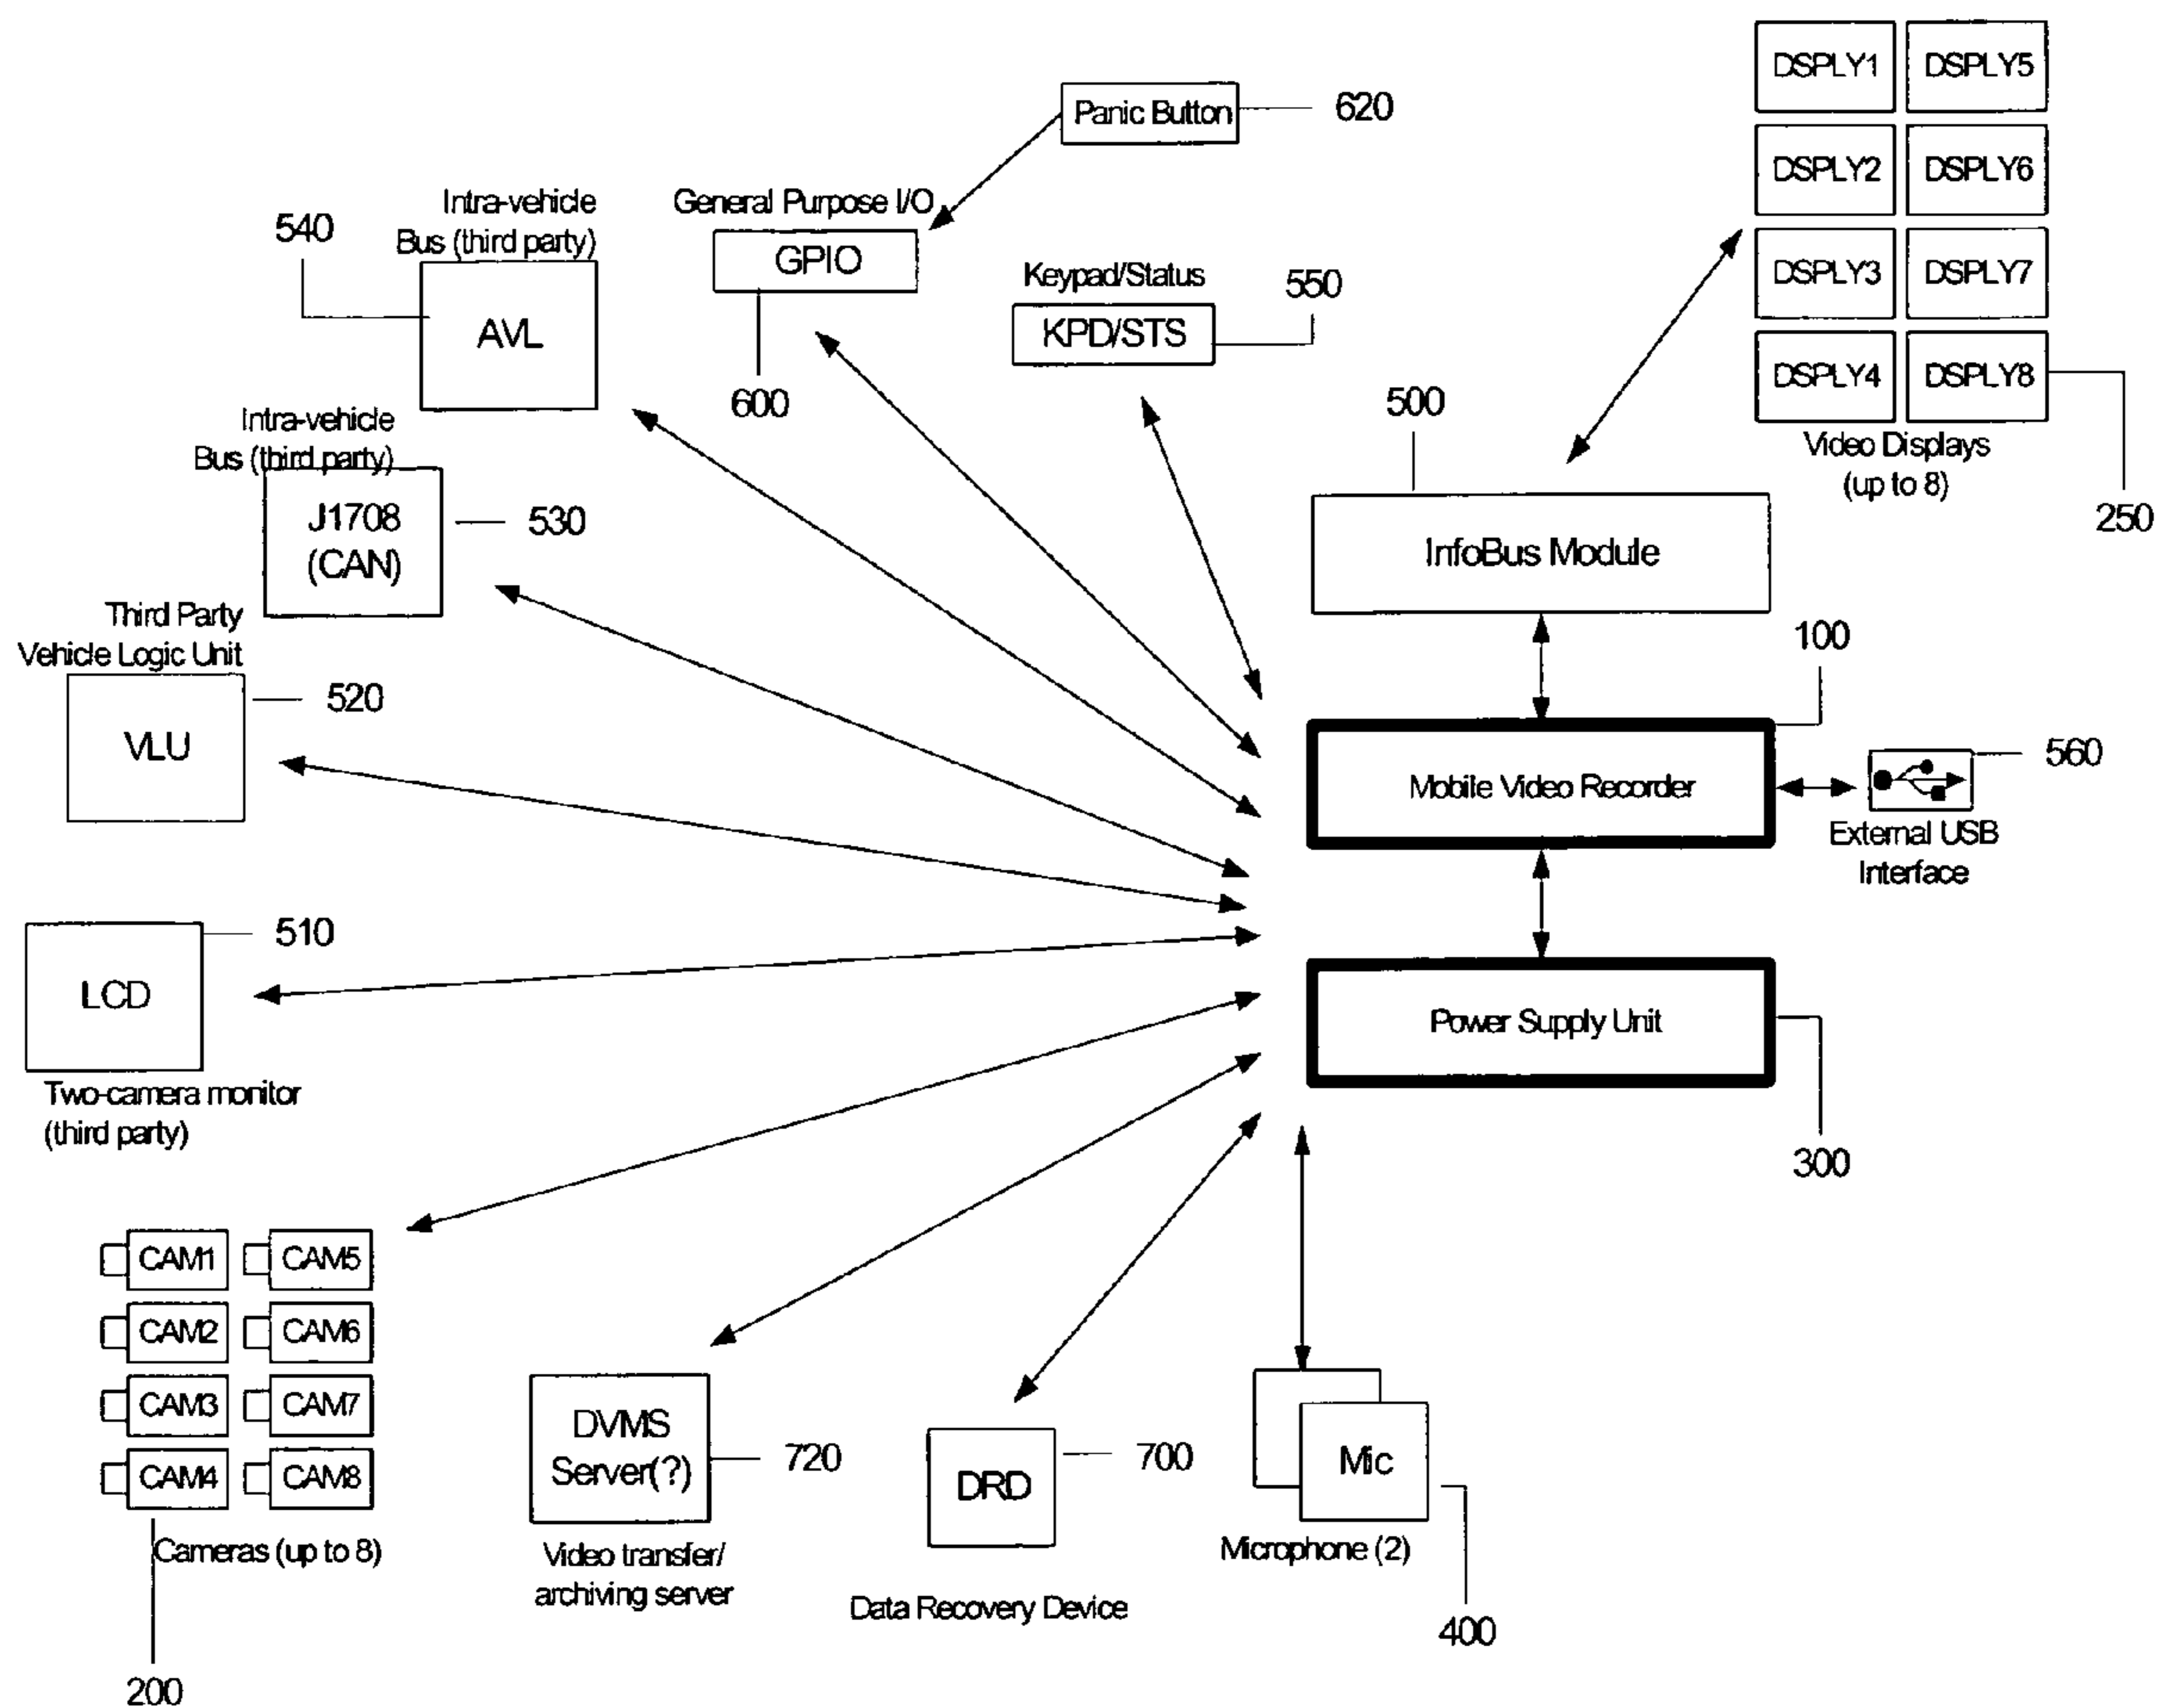 DSPLY1 DSPLY5
DSPLY2 DSPLY6
DSPLY3 DSPLY7
DSPLY4 DSPLY8
Video Displays
(up to 8)
250
Panic Button
620
General Purpose I/O
GPIO
600
Intra-vehicle
Bus (third party)
540
AVL
Keypad/Status
550
KPD/STS
500
InfoBus Module
Intra-vehicle
Bus (third party)
J1708
(CAN)
530
Third Party
Vehicle Logic Unit
520
VLU
100
Mobile Video Recorder
560
External USB
Interface
510
LCD
Two-camera monitor
(third party)
Power Supply Unit
300
CAM1 CAM5
CAM2 CAM6
CAM3 CAM7
CAM4 CAM8
Cameras (up to 8)
200
DVMS
Server(?)
720
Video transfer/
archiving server
DRD
700
Data Recovery Device
Mic
Microphone (2)
400